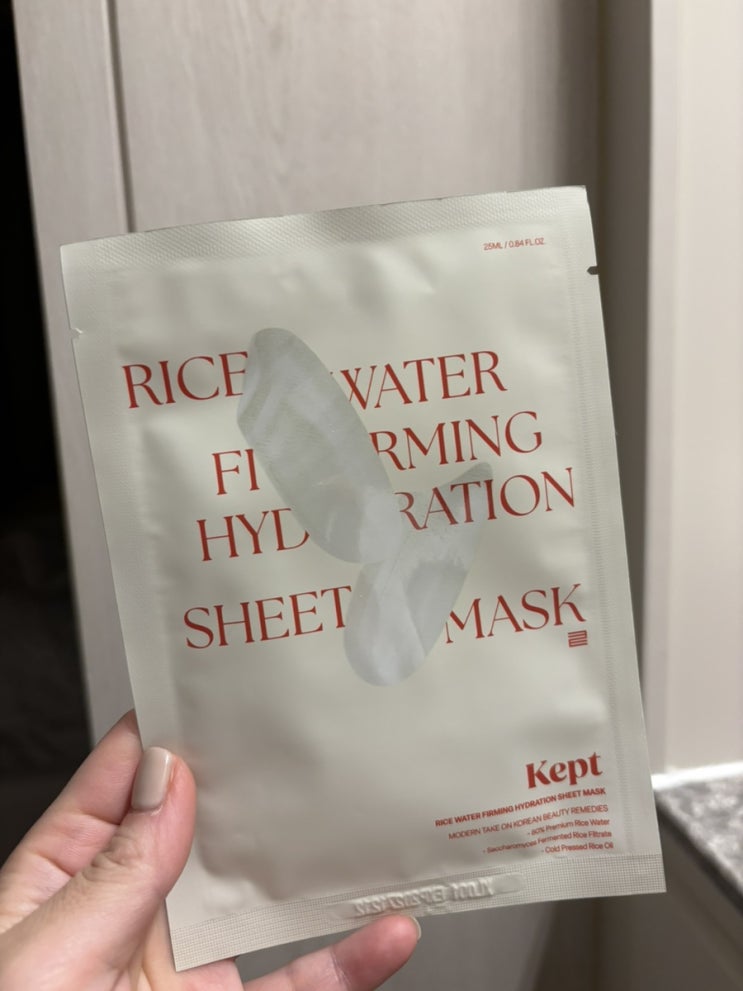 25ML / 0.84 FL.OZ.
RICE WATER
FI RMING
HYD RATION
SHEET MASK
Kept
RICE WATER FIRMING HYDRATION SHEET MASK
MODERN TAKE ON KOREAN BEAUTY REMEDIES
- 80% Premium Rice Water
- Saccharomyces Fermented Rice Filtrate
- Cold Pressed Rice Oil